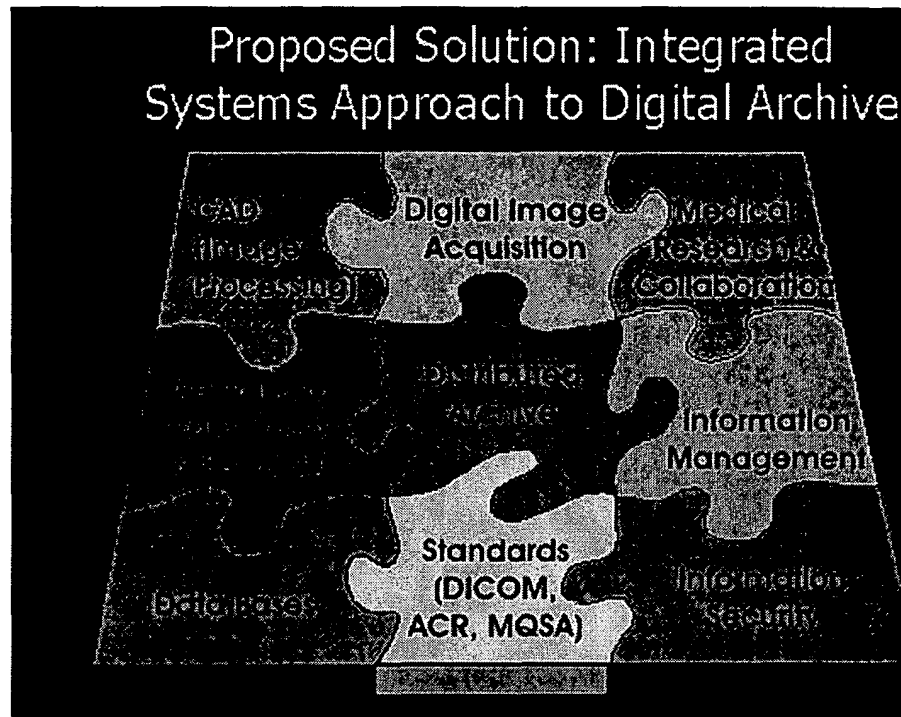 Proposed Solution: Integrated
Systems Approach to Digital Archive
CAD
(Image
Processing)
Digital Image
Acquisition
Medical
Research &
Collaboration
Distributed
Archive
Information
Management
Databases
Standards
(DICOM,
ACR, MQSA)
Information
Security